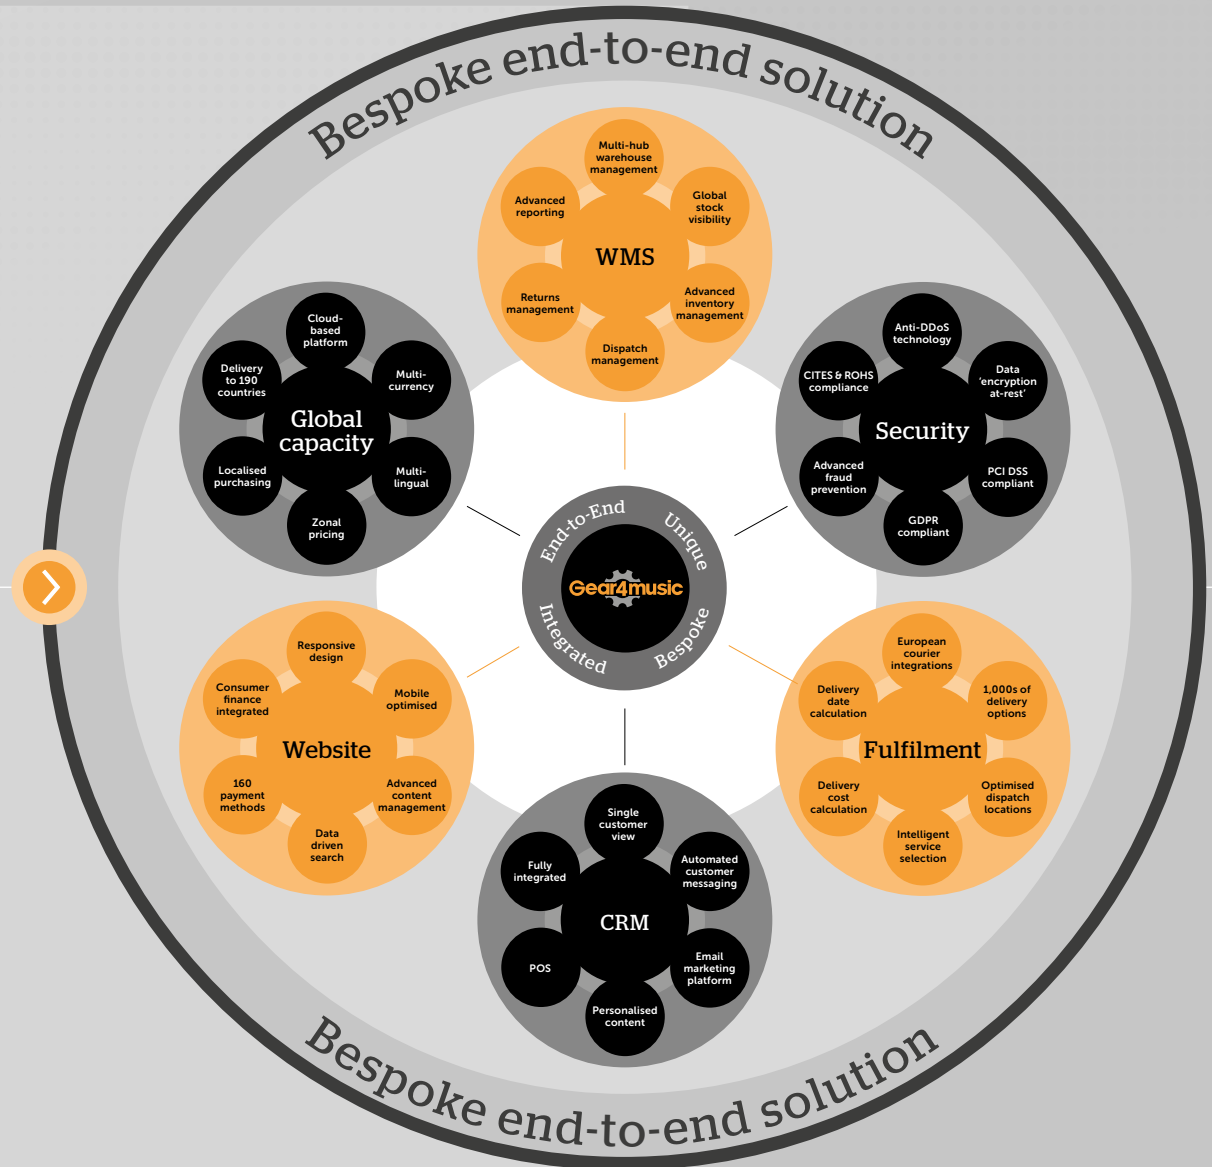 Bespoke end-to-end solution
Multi-hub
warehouse
management
Global
stock
visibility
Advanced
inventory
management
Dispatch
management
Returns
management
Advanced
reporting
WMS
Cloud-
based
platform
Multi-
currency
Multi-
lingual
Zonal
pricing
Localised
purchasing
Delivery
to 190
countries
Global
capacity
Anti-DDoS
technology
Data
‘encryption
at-rest’
PCI DSS
compliant
GDPR
compliant
Advanced
fraud
prevention
CITES & ROHS
compliance
Security
End-to-End
Unique
Bespoke
Integrated
Gear4music
Responsive
design
Mobile
optimised
Advanced
content
management
Data
driven
search
160
payment
methods
Consumer
finance
integrated
Website
European
courier
integrations
1,000s of
delivery
options
Optimised
dispatch
locations
Intelligent
service
selection
Delivery
cost
calculation
Delivery
date
calculation
Fulfilment
Single
customer
view
Automated
customer
messaging
Email
marketing
platform
Personalised
content
POS
Fully
integrated
CRM
Bespoke end-to-end solution